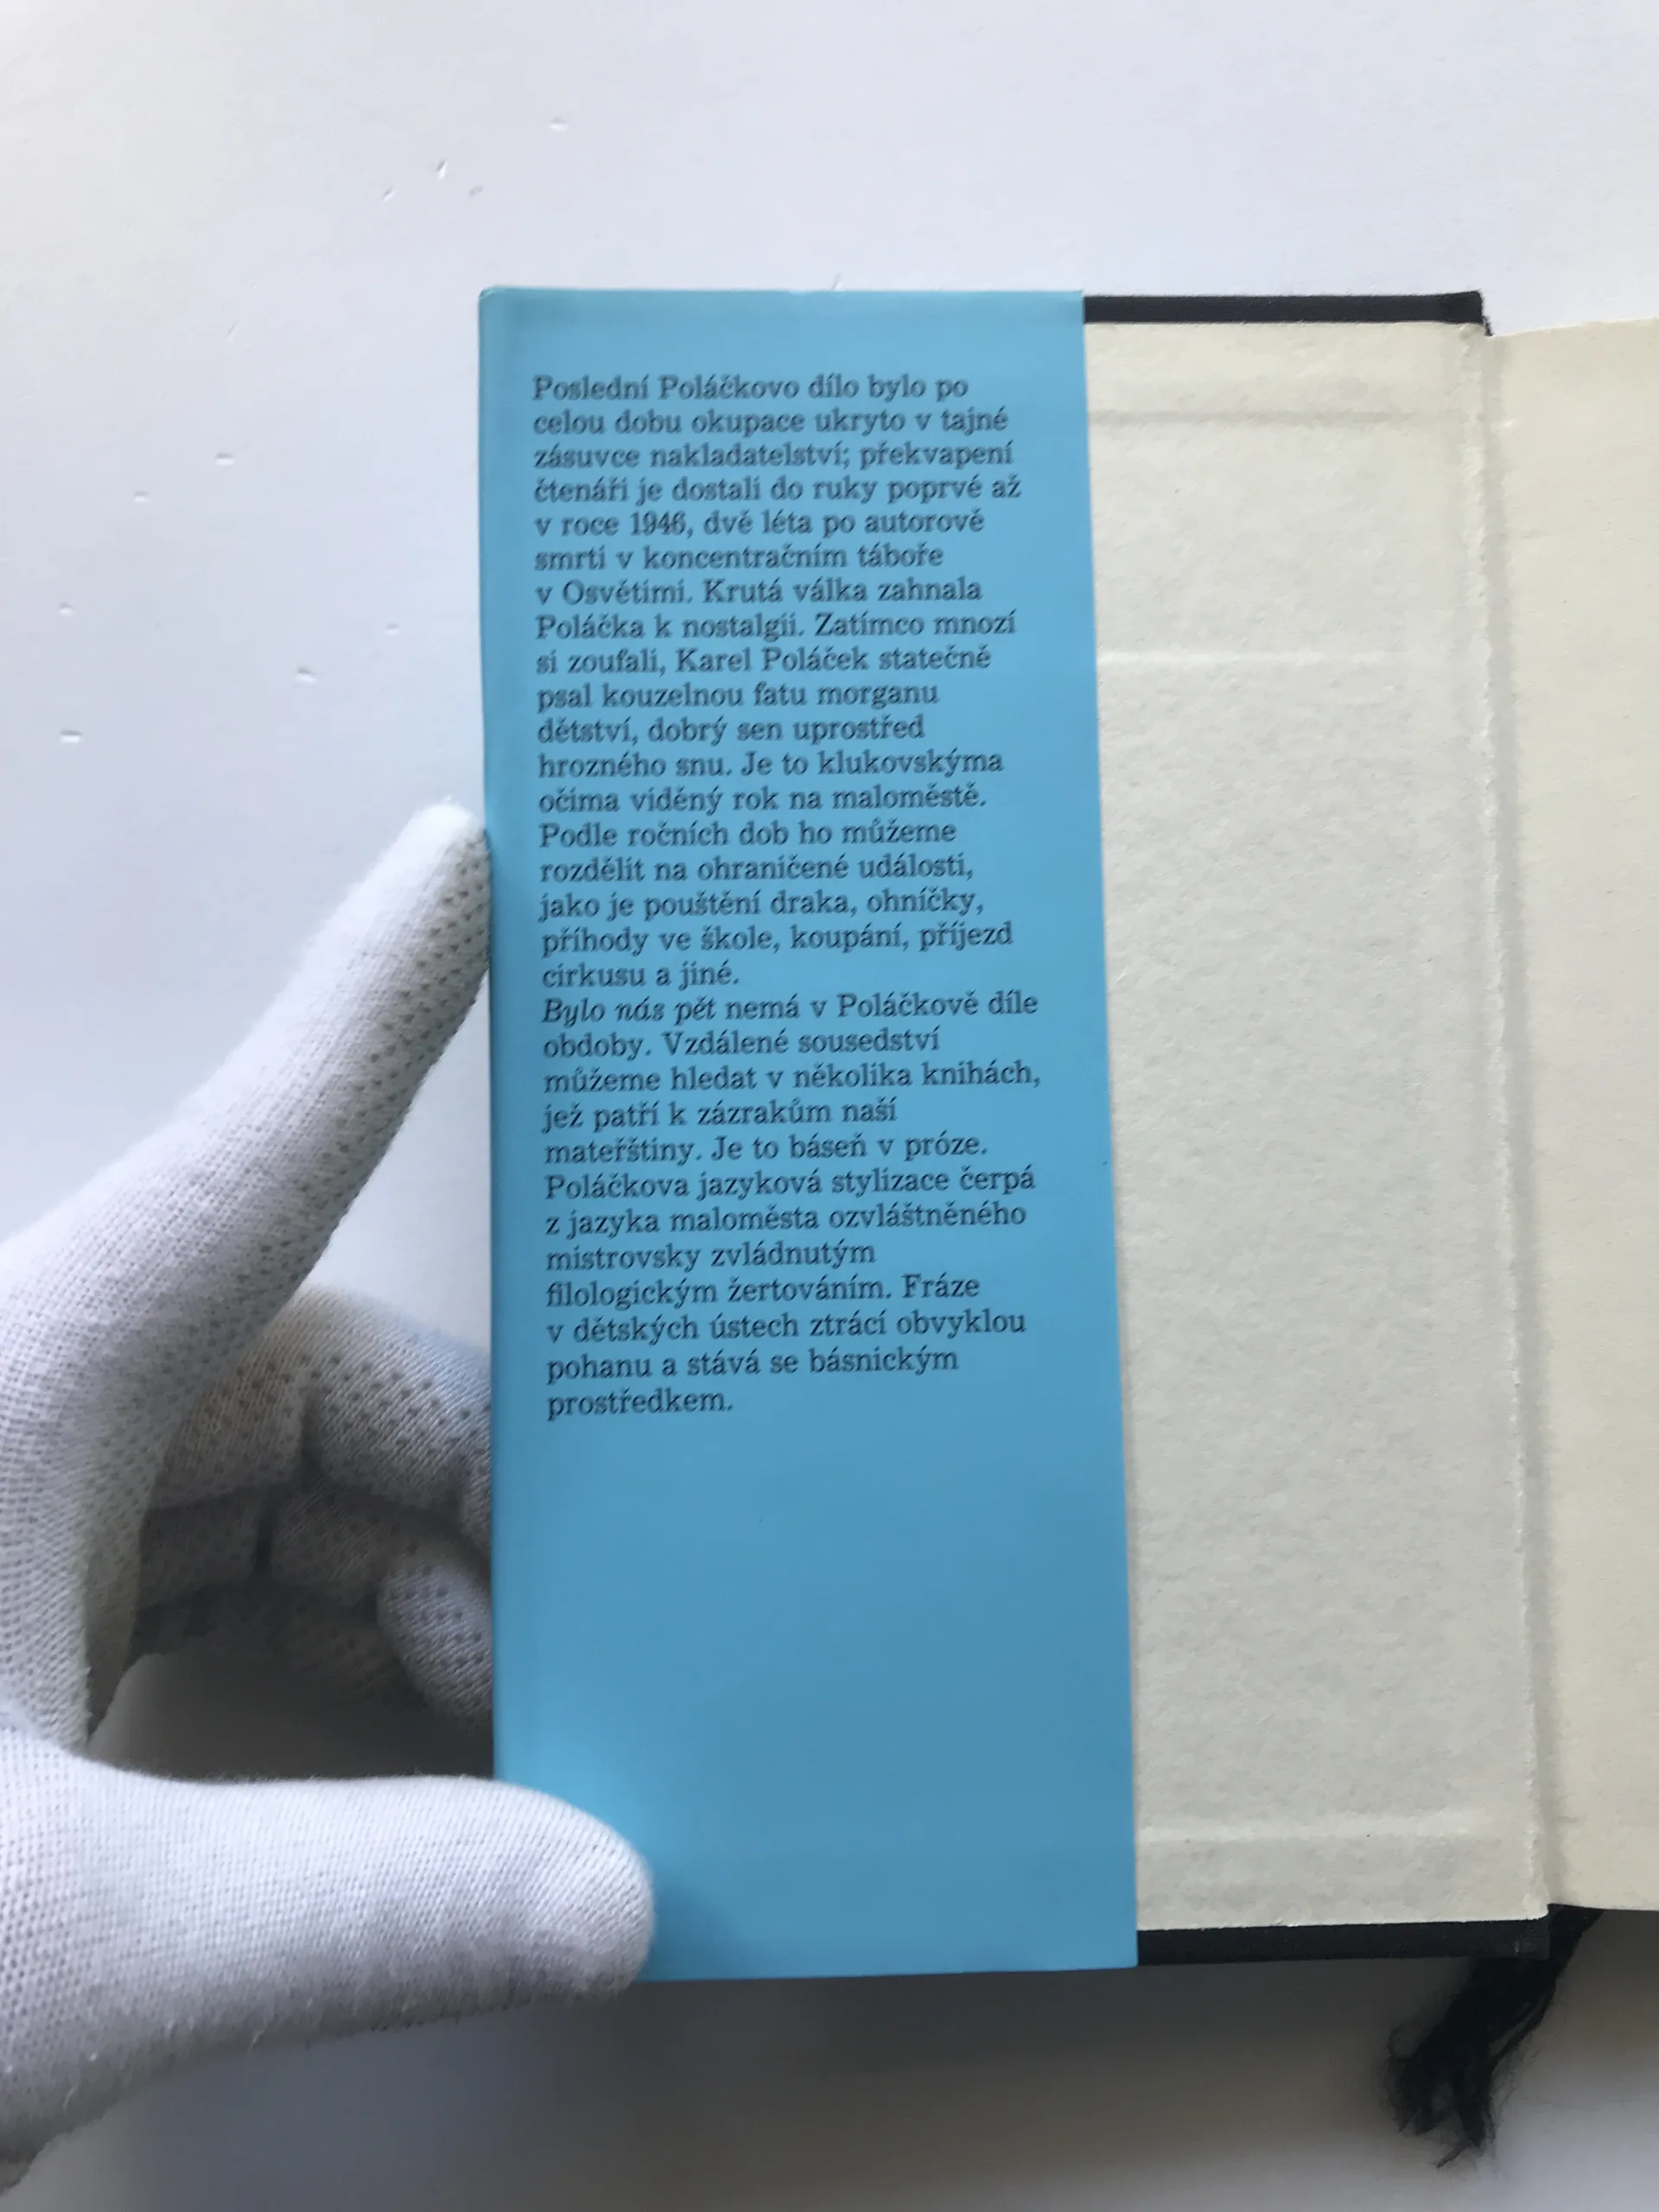 Poslední Poláčkovo dílo bylo po
celou dobu okupace ukryto v tajné
zásuvce nakladatelství; překvapení
čtenáři je dostali do ruky poprvé až
v roce 1946, dvě léta po autorově
smrti v koncentračním táboře
v Osvětimi. Krutá válka zahnala
Poláčka k nostalgii. Zatímco mnozí
si zoufali, Karel Poláček statečně
psal kouzelnou fatu morganu
dětství, dobrý sen uprostřed
hrozného snu. Je to klukovskýma
očima viděný rok na maloměstě.
Podle ročních dob ho můžeme
rozdělit na ohraničené události,
jako je pouštění draka, ohníčky,
příhody ve škole, koupání, příjezd
cirkusu a jiné.
Bylo nás pět nemá v Poláčkově díle
obdoby. Vzdálené sousedství
můžeme hledat v několika knihách,
jež patří k zázrakům naší
mateřštiny. Je to báseň v próze.
Poláčkova jazyková stylizace čerpá
z jazyka maloměsta ozvláštněného
mistrovsky zvládnutým
filologickým žertováním. Fráze
v dětských ústech ztrácí obvyklou
pohanu a stává se básnickým
prostředkem.